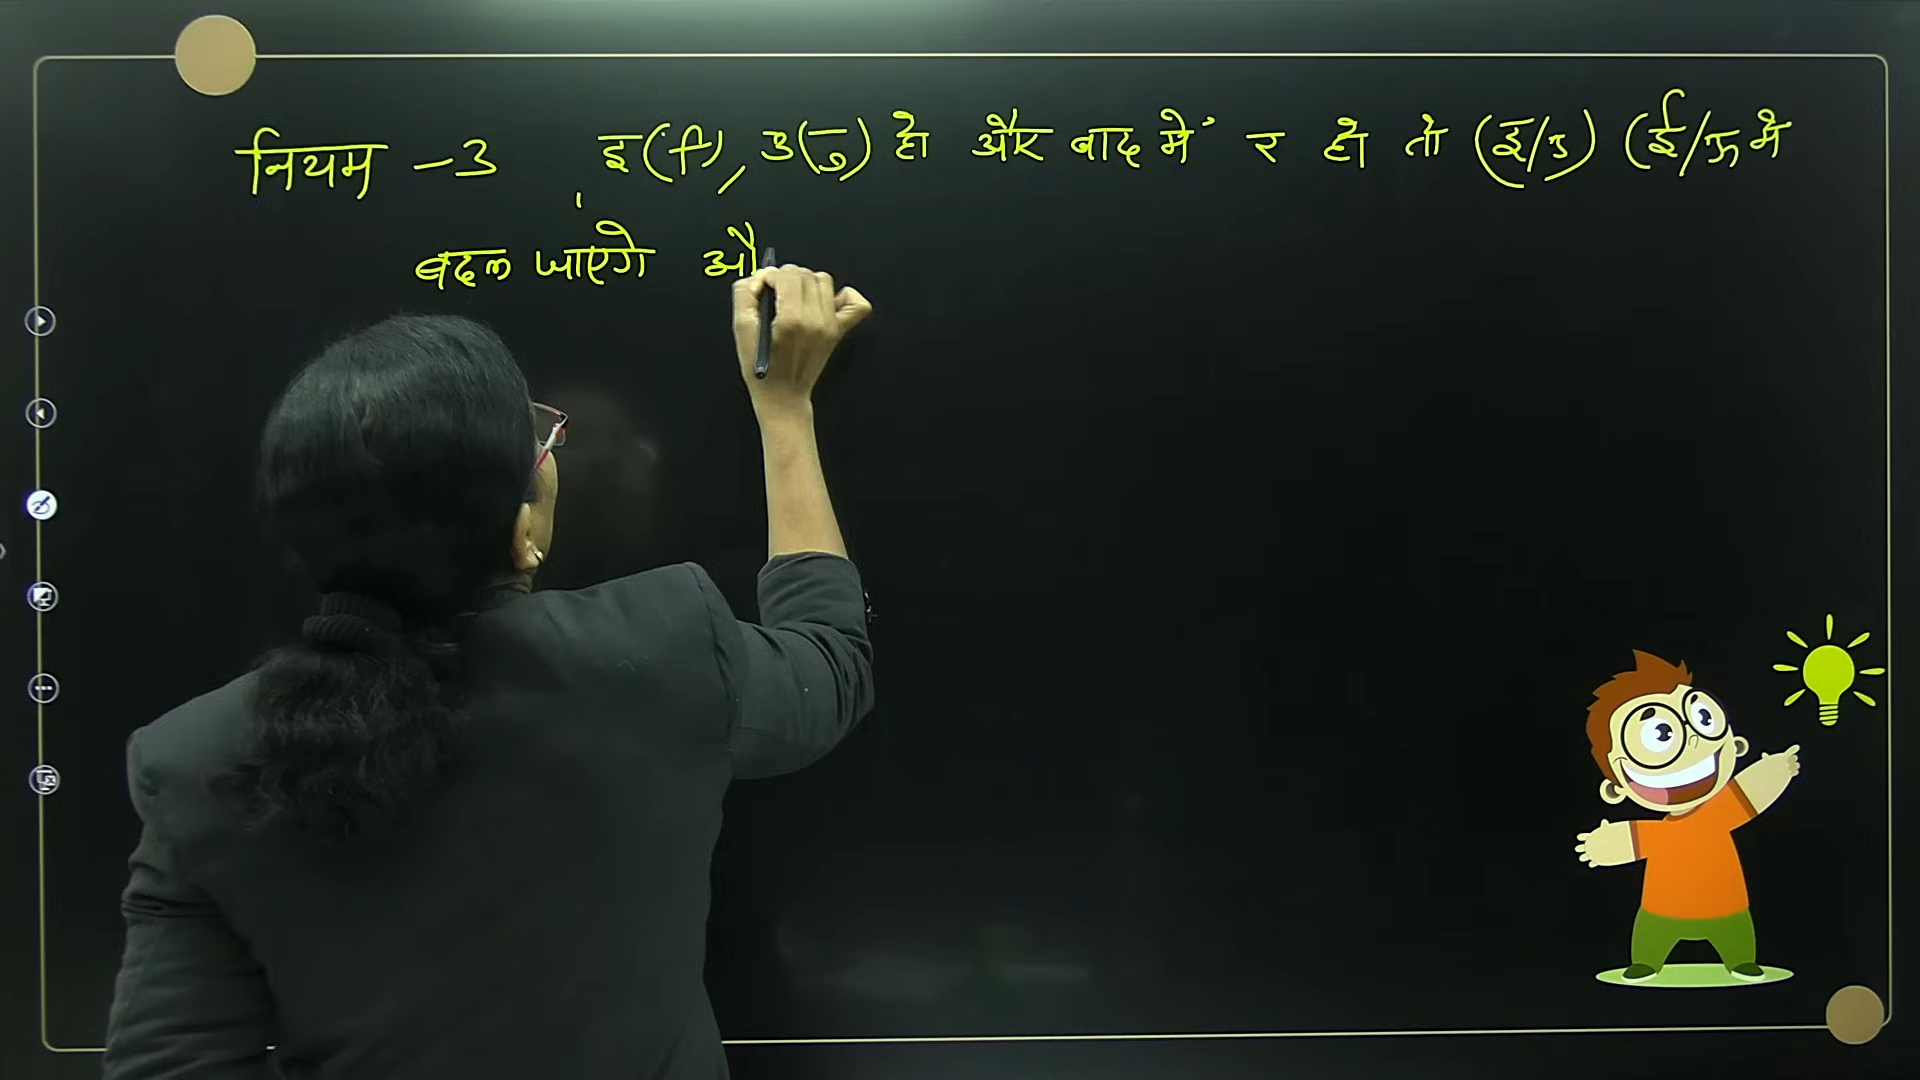 नियम -3 इ(ि), उ(ु) हो और बाद में र हो तो (इ/उ) (ई/ऊ मे
बदल जाएंगे औ